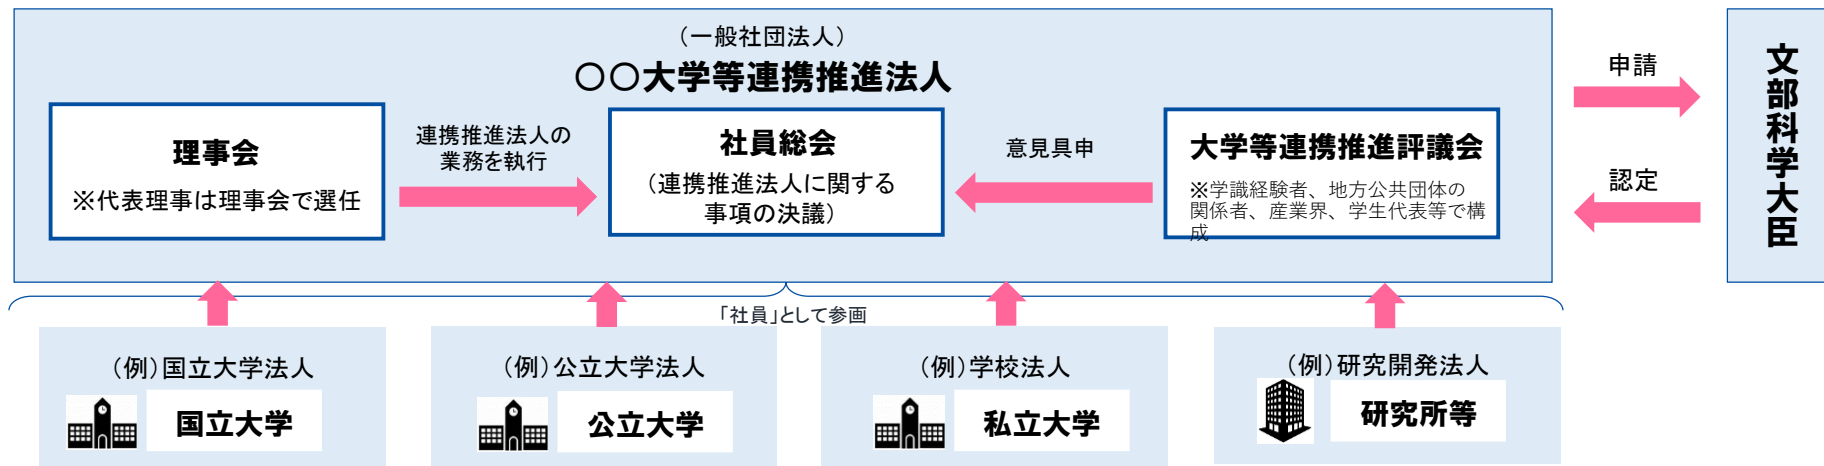 （一般社団法人）
○○大学等連携推進法人
理事会
※代表理事は理事会で選任
連携推進法人の
業務を執行
社員総会
（連携推進法人に関する
事項の決議）
意見具申
大学等連携推進評議会
※学識経験者、地方公共団体の
関係者、産業界、学生代表等で構
成
申請
認定
文部科学大臣
「社員」として参画
（例）国立大学法人
国立大学
（例）公立大学法人
公立大学
（例）学校法人
私立大学
（例）研究開発法人
研究所等